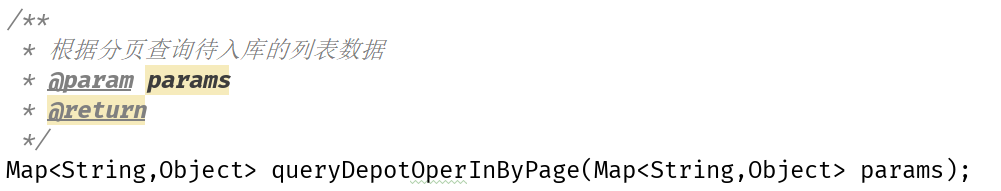 /**
 * 根据分页查询待入库的列表数据
 * @param params
 * @return
 */
Map<String,Object> queryDepotOperInByPage(Map<String,Object> params);